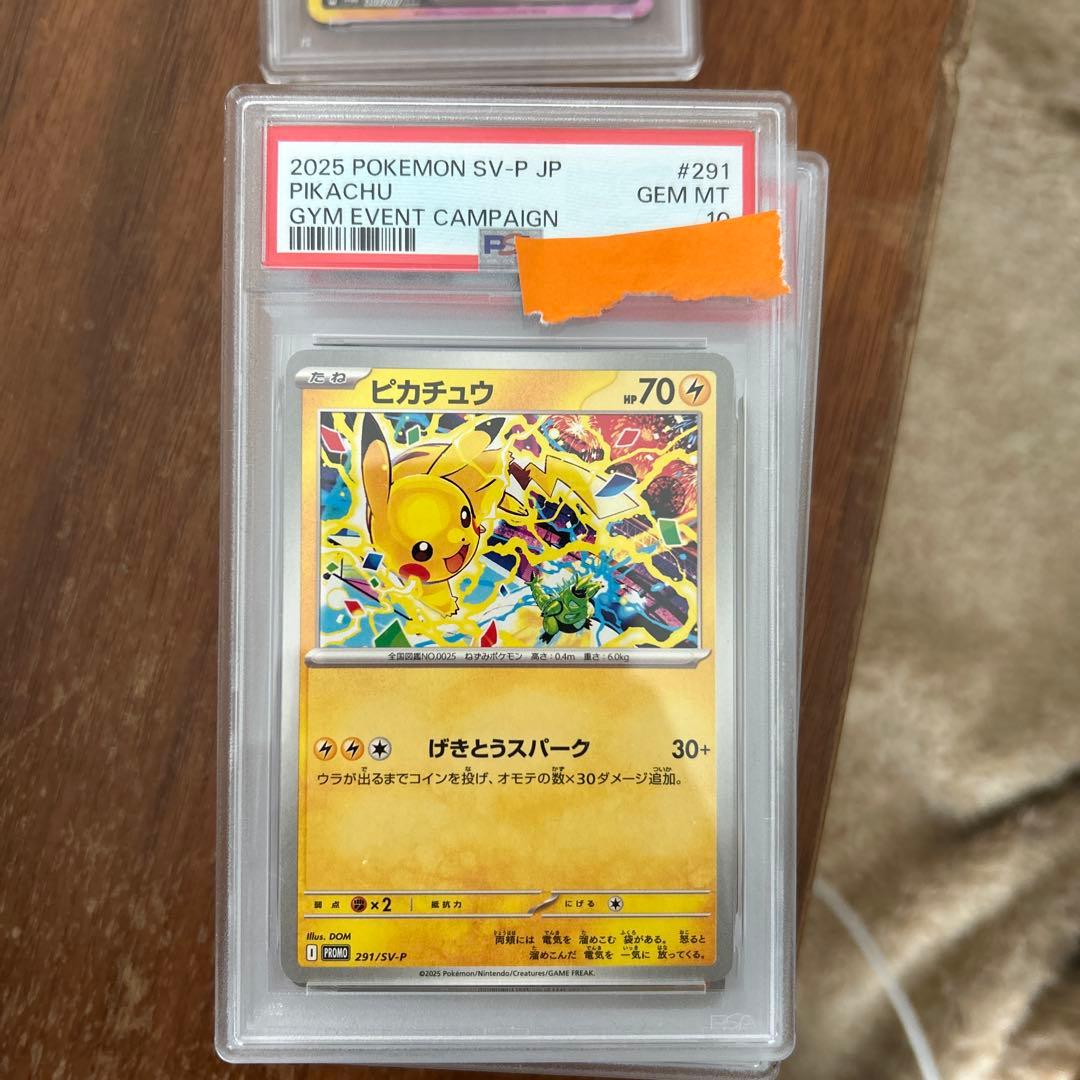 2025 POKEMON SV-P JP #291
PIKACHU GEM MT
GYM EVENT CAMPAIGN 10
たね ピカチュウ HP70
全国図鑑NO.0025 ねずみポケモン 高さ:0.4m 重さ:6.0kg
げきとうスパーク 30+
ウラが出るまでコインを投げ、オモテの数×30ダメージ追加。
弱点 ×2 抵抗力 にげる
Illus. DOM
両頬には 電気を 溜めこむ 袋がある。 怒ると
溜めこんだ 電気を 一気に 放ってくる。
I PROMO 291/SV-P
©2025 Pokémon/Nintendo/Creatures/GAME FREAK.
PSA